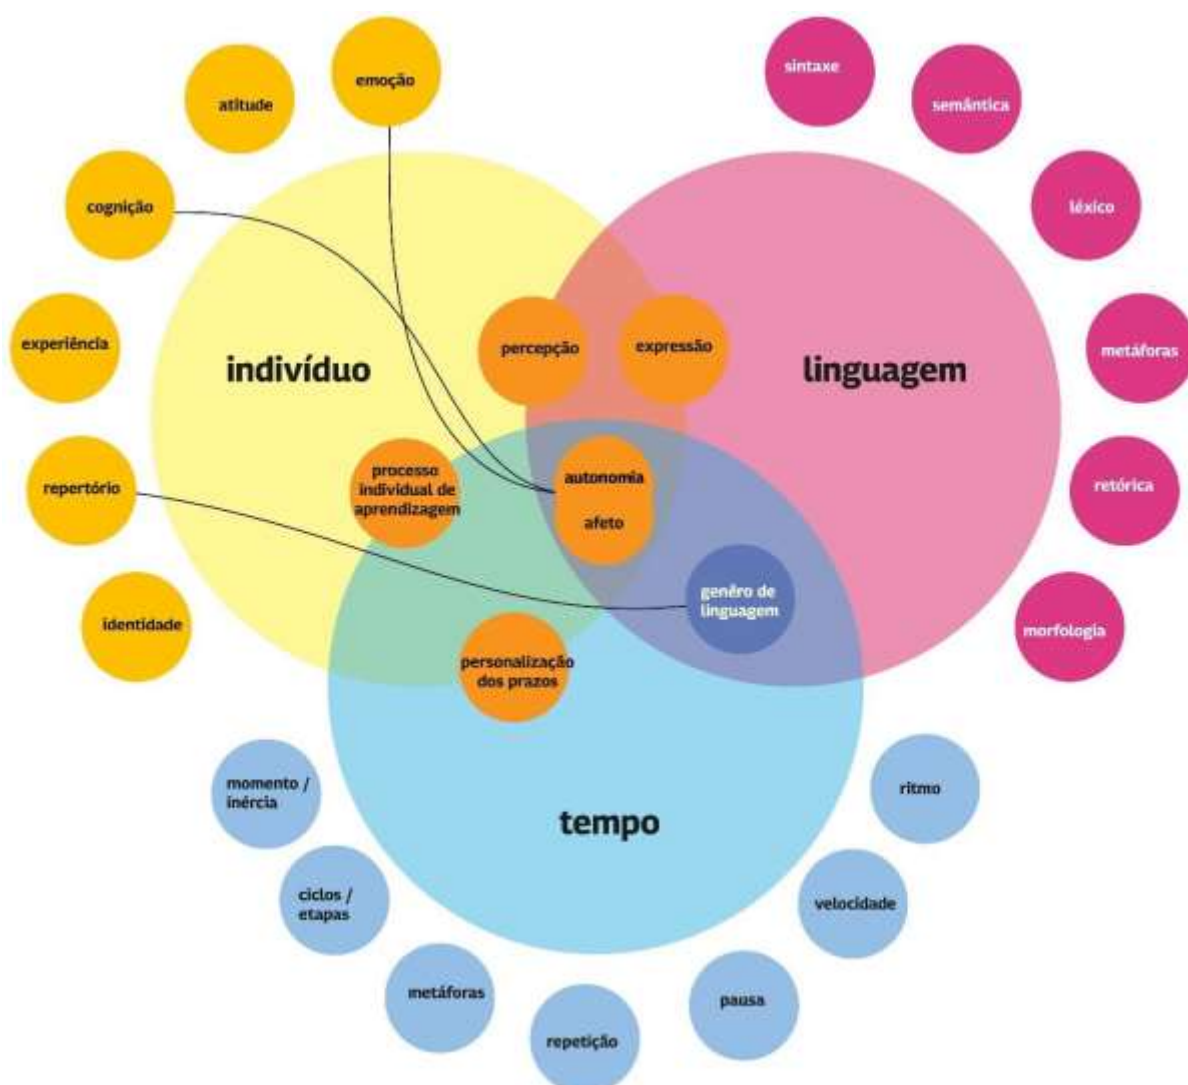 emoção
atitude
cognição
experiência
repertório
identidade
sintaxe
semântica
léxico
metáforas
retórica
morfologia
indivíduo
linguagem
percepção
expressão
processo
individual de
aprendizagem
autonomia
afeto
genêro de
linguagem
personalização
dos prazos
tempo
momento /
inércia
ciclos /
etapas
metáforas
repetição
pausa
velocidade
ritmo